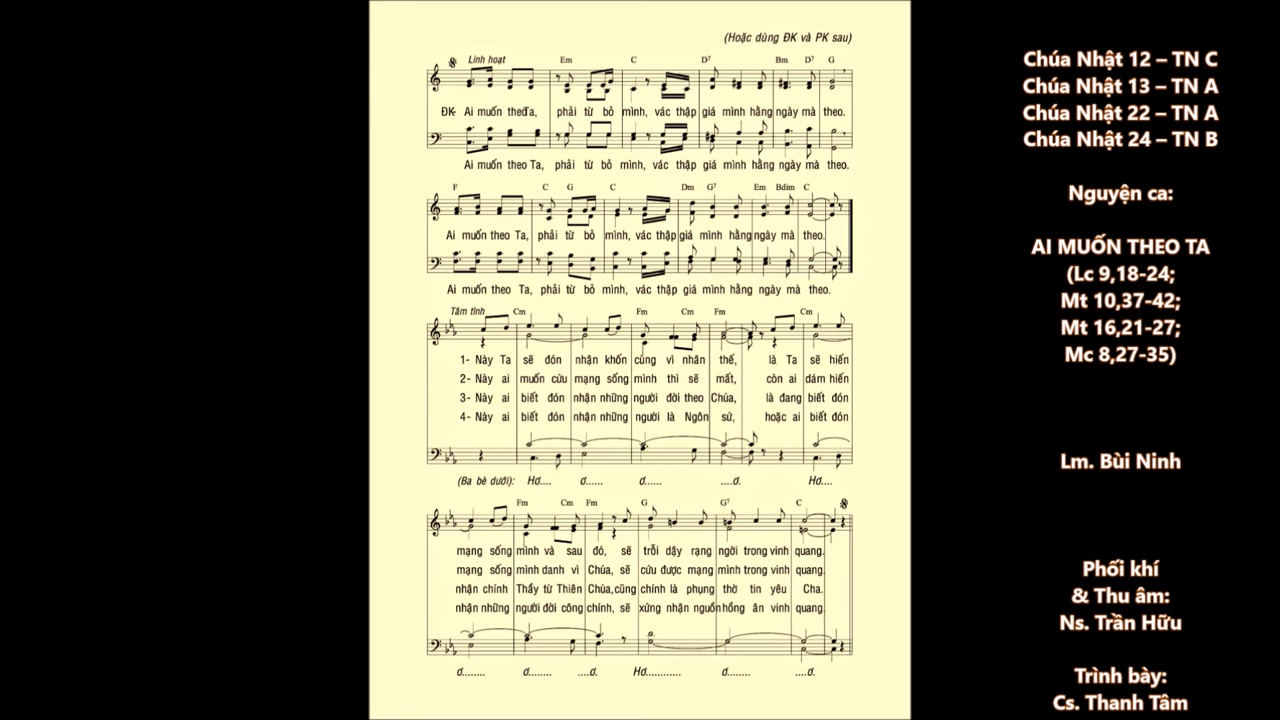 (Hoặc dùng ĐK và PK sau)
Linh hoạt
Em C D7 Bm D7 G
ĐK- Ai muốn theo Ta, phải từ bỏ mình, vác thập giá mình hằng ngày mà theo.
Ai muốn theo Ta, phải từ bỏ mình, vác thập giá mình hằng ngày mà theo.
F C G C Dm G7 Em Bdim C
Ai muốn theo Ta, phải từ bỏ mình, vác thập giá mình hằng ngày mà theo.
Ai muốn theo Ta, phải từ bỏ mình, vác thập giá mình hằng ngày mà theo.
Tâm tình
Cm Fm Cm Fm Cm
1- Này Ta sẽ đón nhận khốn cùng vì nhân thế, là Ta sẽ hiến
2- Này ai muốn cứu mạng sống mình thì sẽ mất, còn ai dám hiến
3- Này ai biết đón nhận những người đời theo Chúa, là đang biết đón
4- Này ai biết đón nhận những người là Ngôn sứ, hoặc ai biết đón
(Ba bè dưới): Hơ.... ơ...... ơ...... ....ơ. Hơ....
Fm Cm Fm G G7 C
mạng sống mình và sau đó, sẽ trỗi dậy rạng ngời trong vinh quang.
mạng sống mình danh vì Chúa, sẽ cứu được mạng mình trong vinh quang.
nhận chính Thầy từ Thiên Chúa, cũng chính là phụng thờ tin yêu Cha.
nhận những người đời công chính, sẽ xứng nhận nguồn hồng ân vinh quang.
ơ........ ơ........ ....ơ. Hơ............ ơ........ ....ơ.
Chúa Nhật 12 – TN C
Chúa Nhật 13 – TN A
Chúa Nhật 22 – TN A
Chúa Nhật 24 – TN B
Nguyện ca:
AI MUỐN THEO TA
(Lc 9,18-24;
Mt 10,37-42;
Mt 16,21-27;
Mc 8,27-35)
Lm. Bùi Ninh
Phối khí
& Thu âm:
Ns. Trần Hữu
Trình bày:
Cs. Thanh Tâm